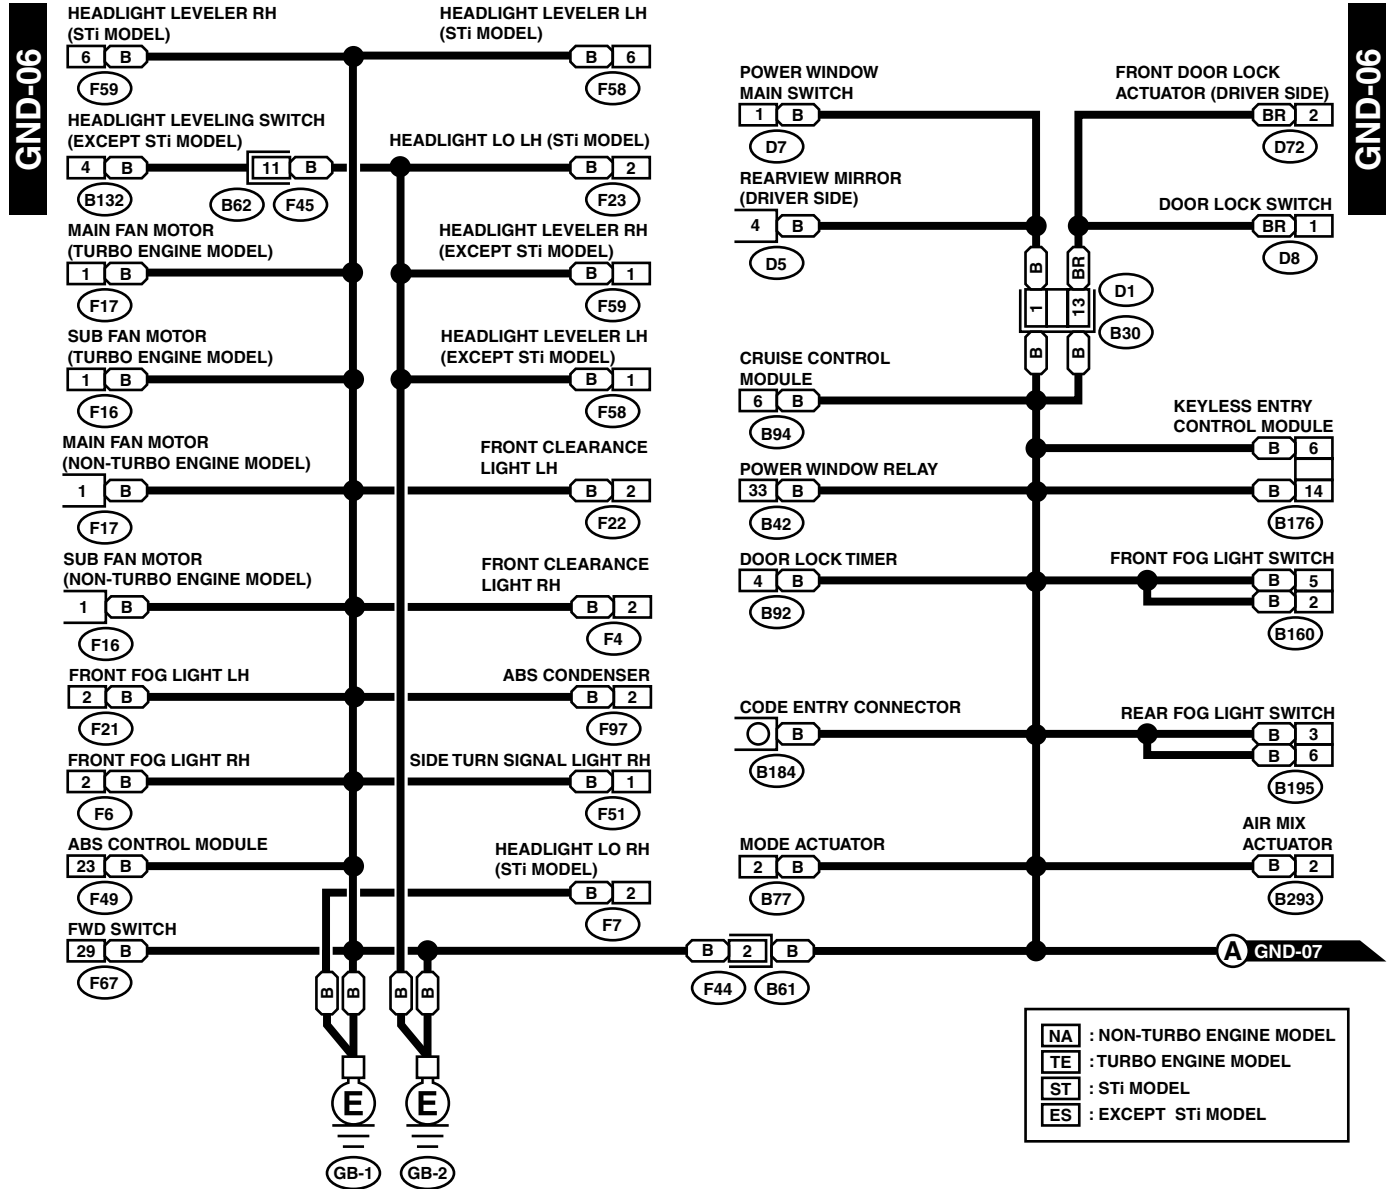 GND-06
GND-06
HEADLIGHT LEVELER RH
(STi MODEL)
6 B
F59
HEADLIGHT LEVELER LH
(STi MODEL)
B 6
F58
HEADLIGHT LEVELING SWITCH
(EXCEPT STi MODEL)
4 B 11 B
B132 B62 F45
HEADLIGHT LO LH (STi MODEL)
B 2
F23
MAIN FAN MOTOR
(TURBO ENGINE MODEL)
1 B
F17
HEADLIGHT LEVELER RH
(EXCEPT STi MODEL)
B 1
F59
SUB FAN MOTOR
(TURBO ENGINE MODEL)
1 B
F16
HEADLIGHT LEVELER LH
(EXCEPT STi MODEL)
B 1
F58
MAIN FAN MOTOR
(NON-TURBO ENGINE MODEL)
1 B
F17
FRONT CLEARANCE
LIGHT LH
B 2
F22
SUB FAN MOTOR
(NON-TURBO ENGINE MODEL)
1 B
F16
FRONT CLEARANCE
LIGHT RH
B 2
F4
FRONT FOG LIGHT LH
2 B
F21
ABS CONDENSER
B 2
F97
FRONT FOG LIGHT RH
2 B
F6
SIDE TURN SIGNAL LIGHT RH
B 1
F51
ABS CONTROL MODULE
23 B
F49
HEADLIGHT LO RH
(STi MODEL)
B 2
F7
FWD SWITCH
29 B
F67
B B B B
E E
GB-1 GB-2
B 2 B
F44 B61
POWER WINDOW
MAIN SWITCH
1 B
D7
FRONT DOOR LOCK
ACTUATOR (DRIVER SIDE)
BR 2
D72
REARVIEW MIRROR
(DRIVER SIDE)
4 B
D5
DOOR LOCK SWITCH
BR 1
D8
B BR
1 13
B B
D1
B30
CRUISE CONTROL
MODULE
6 B
B94
KEYLESS ENTRY
CONTROL MODULE
B 6
B 14
B176
POWER WINDOW RELAY
33 B
B42
DOOR LOCK TIMER
4 B
B92
FRONT FOG LIGHT SWITCH
B 5
B 2
B160
CODE ENTRY CONNECTOR
B
B184
REAR FOG LIGHT SWITCH
B 3
B 6
B195
MODE ACTUATOR
2 B
B77
AIR MIX
ACTUATOR
B 2
B293
A GND-07
NA : NON-TURBO ENGINE MODEL
TE : TURBO ENGINE MODEL
ST : STi MODEL
ES : EXCEPT STi MODEL